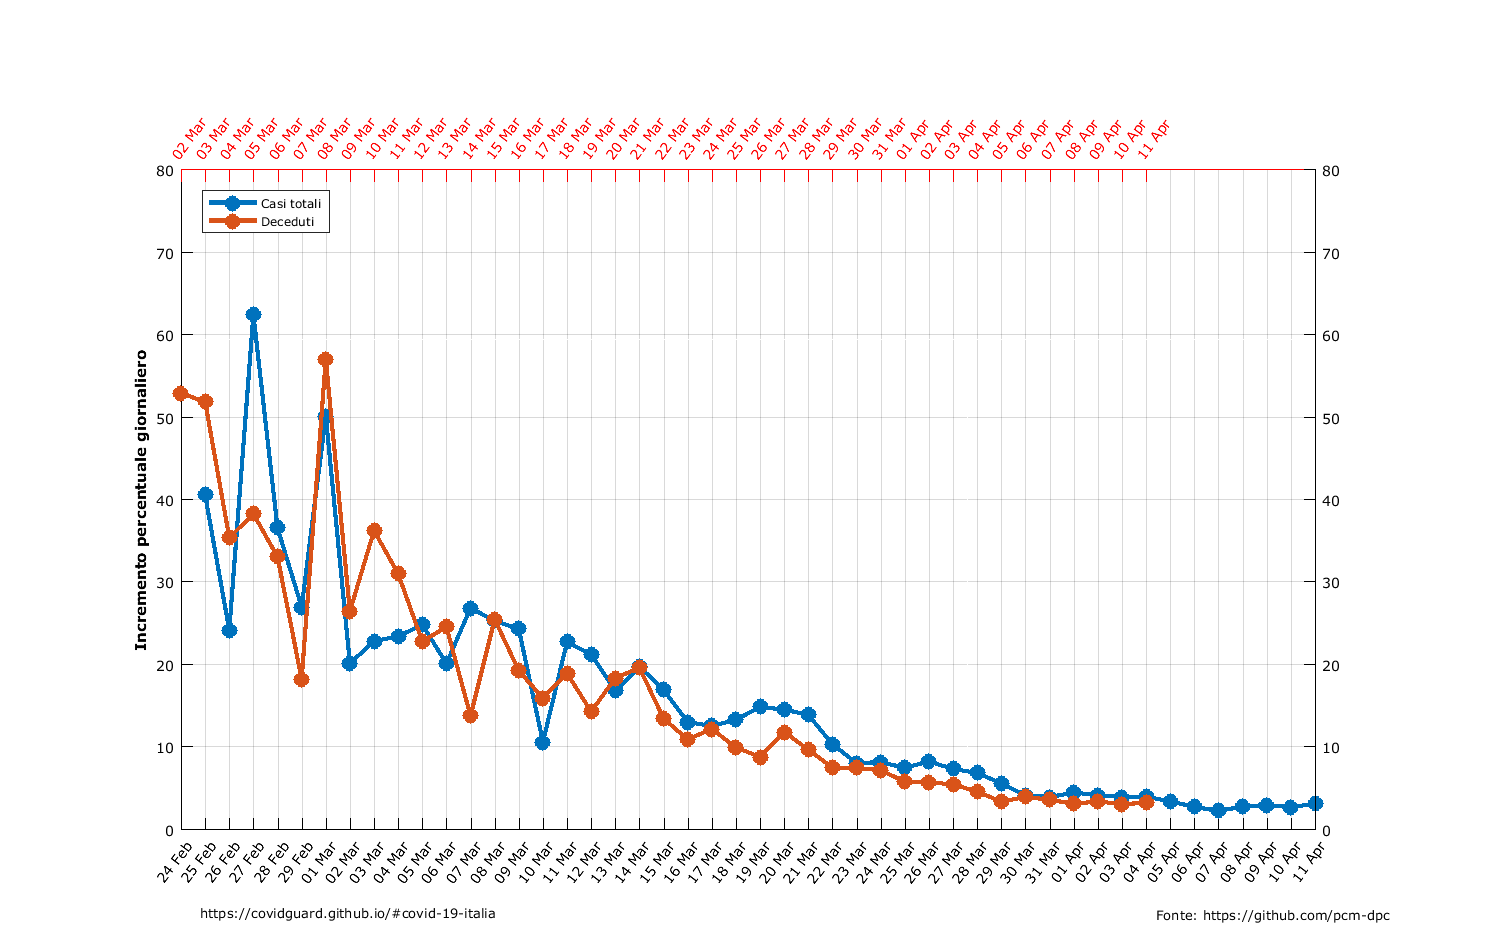 02 Mar 03 Mar 04 Mar 05 Mar 06 Mar 07 Mar 08 Mar 09 Mar 10 Mar 11 Mar 12 Mar 13 Mar 14 Mar 15 Mar 16 Mar 17 Mar 18 Mar 19 Mar 20 Mar 21 Mar 22 Mar 23 Mar 24 Mar 25 Mar 26 Mar 27 Mar 28 Mar 29 Mar 30 Mar 31 Mar 01 Apr 02 Apr 03 Apr 04 Apr 05 Apr 06 Apr 07 Apr 08 Apr 09 Apr 10 Apr 11 Apr
80 80
Casi totali
Deceduti
70 70
60 60
50 50
40 40
30 30
20 20
10 10
0 0
Incremento percentuale giornaliero
24 Feb 25 Feb 26 Feb 27 Feb 28 Feb 29 Feb 01 Mar 02 Mar 03 Mar 04 Mar 05 Mar 06 Mar 07 Mar 08 Mar 09 Mar 10 Mar 11 Mar 12 Mar 13 Mar 14 Mar 15 Mar 16 Mar 17 Mar 18 Mar 19 Mar 20 Mar 21 Mar 22 Mar 23 Mar 24 Mar 25 Mar 26 Mar 27 Mar 28 Mar 29 Mar 30 Mar 31 Mar 01 Apr 02 Apr 03 Apr 04 Apr 05 Apr 06 Apr 07 Apr 08 Apr 09 Apr 10 Apr 11 Apr
https://covidguard.github.io/#covid-19-italia
Fonte: https://github.com/pcm-dpc